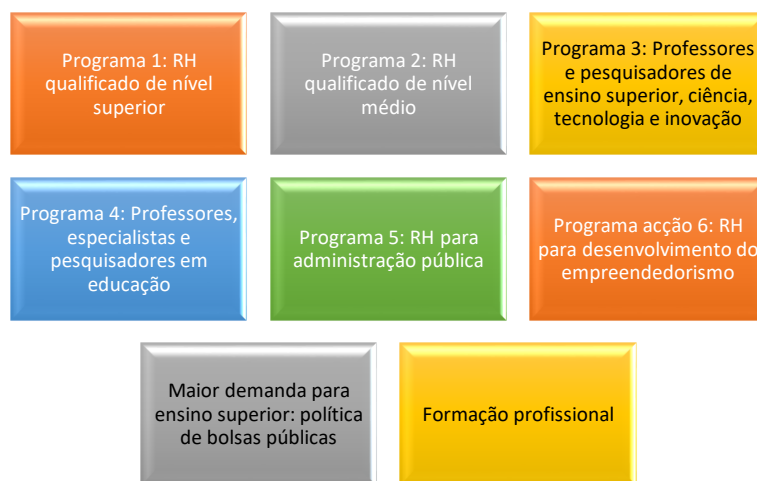 Programa 1: RH
qualificado de nível
superior
Programa 2: RH
qualificado de nível
médio
Programa 3: Professores
e pesquisadores de
ensino superior, ciência,
tecnologia e inovação
Programa 4: Professores,
especialistas e
pesquisadores em
educação
Programa 5: RH para
administração pública
Programa acção 6: RH
para desenvolvimento do
empreendedorismo
Maior demanda para
ensino superior: política
de bolsas públicas
Formação profissional